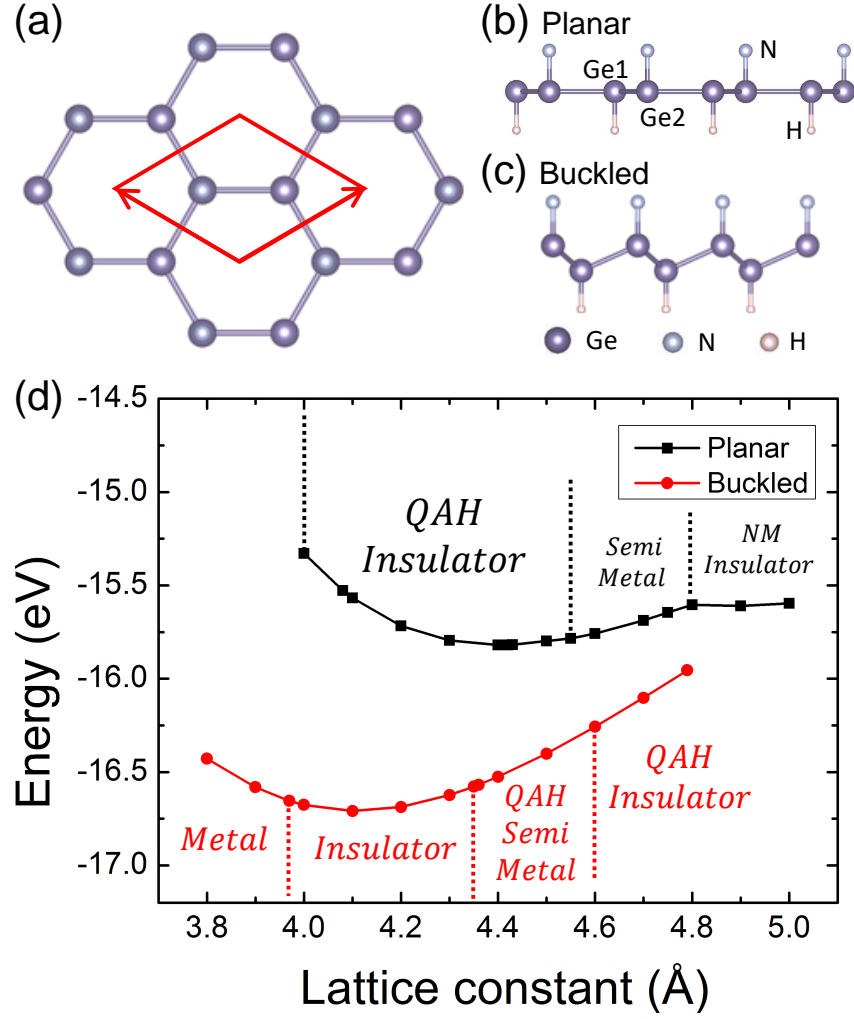 (a)
(b) Planar
Ge1
N
Ge2
H
(c) Buckled
Ge
N
H
(d)
-14.5
-15.0
-15.5
-16.0
-16.5
-17.0
Energy (eV)
Planar
Buckled
QAH
Insulator
Semi
Metal
NM
Insulator
Metal
Insulator
QAH
Semi
Metal
QAH
Insulator
3.8 4.0 4.2 4.4 4.6 4.8 5.0
Lattice constant (Å)